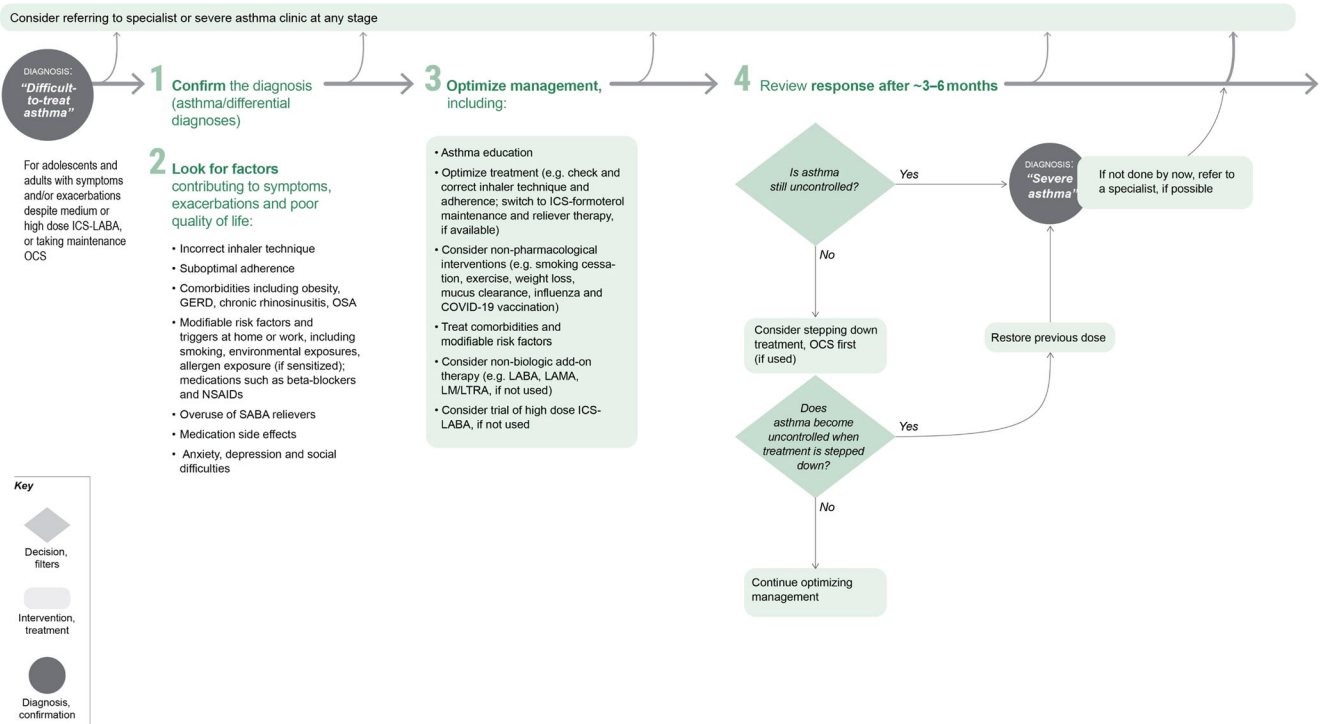 Consider referring to specialist or severe asthma clinic at any stage
DIAGNOSIS:
"Difficult-
to-treat
asthma"
For adolescents and
adults with symptoms
and/or exacerbations
despite medium or
high dose ICS-LABA,
or taking maintenance
OCS
1 Confirm the diagnosis
(asthma/differential
diagnoses)
2 Look for factors
contributing to symptoms,
exacerbations and poor
quality of life:
• Incorrect inhaler technique
• Suboptimal adherence
• Comorbidities including obesity,
GERD, chronic rhinosinusitis, OSA
• Modifiable risk factors and
triggers at home or work, including
smoking, environmental exposures,
allergen exposure (if sensitized);
medications such as beta-blockers
and NSAIDs
• Overuse of SABA relievers
• Medication side effects
• Anxiety, depression and social
difficulties
3 Optimize management,
including:
• Asthma education
• Optimize treatment (e.g. check and
correct inhaler technique and
adherence; switch to ICS-formoterol
maintenance and reliever therapy,
if available)
• Consider non-pharmacological
interventions (e.g. smoking cessa-
tion, exercise, weight loss,
mucus clearance, influenza and
COVID-19 vaccination)
• Treat comorbidities and
modifiable risk factors
• Consider non-biologic add-on
therapy (e.g. LABA, LAMA,
LM/LTRA, if not used)
• Consider trial of high dose ICS-
LABA, if not used
4 Review response after ~3–6 months
Is asthma
still uncontrolled?
Yes
DIAGNOSIS:
"Severe
asthma"
If not done by now, refer to
a specialist, if possible
No
Consider stepping down
treatment, OCS first
(if used)
Restore previous dose
Does
asthma become
uncontrolled when
treatment is stepped
down?
Yes
No
Continue optimizing
management
Key
Decision,
filters
Intervention,
treatment
Diagnosis,
confirmation